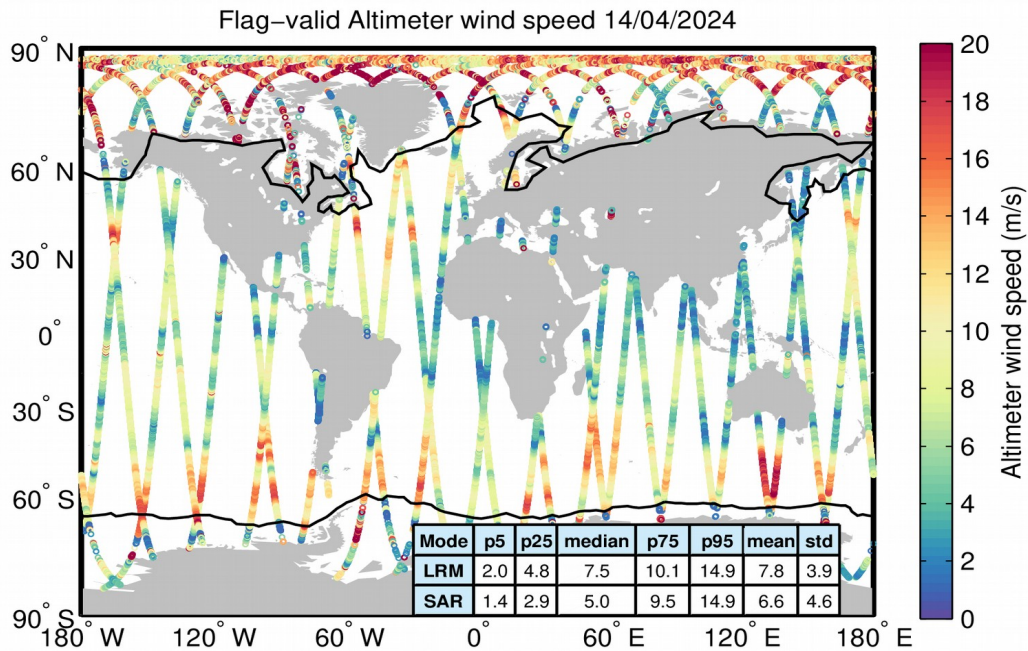 Flag−valid Altimeter wind speed 14/04/2024
90° N
60° N
30° N
0°
30° S
60° S
90° S
180° W
120° W
60° W
0°
60° E
120° E
180° E
Mode p5 p25 median p75 p95 mean std
LRM 2.0 4.8 7.5 10.1 14.9 7.8 3.9
SAR 1.4 2.9 5.0 9.5 14.9 6.6 4.6
20
18
16
14
12
10
8
6
4
2
0
Altimeter wind speed (m/s)